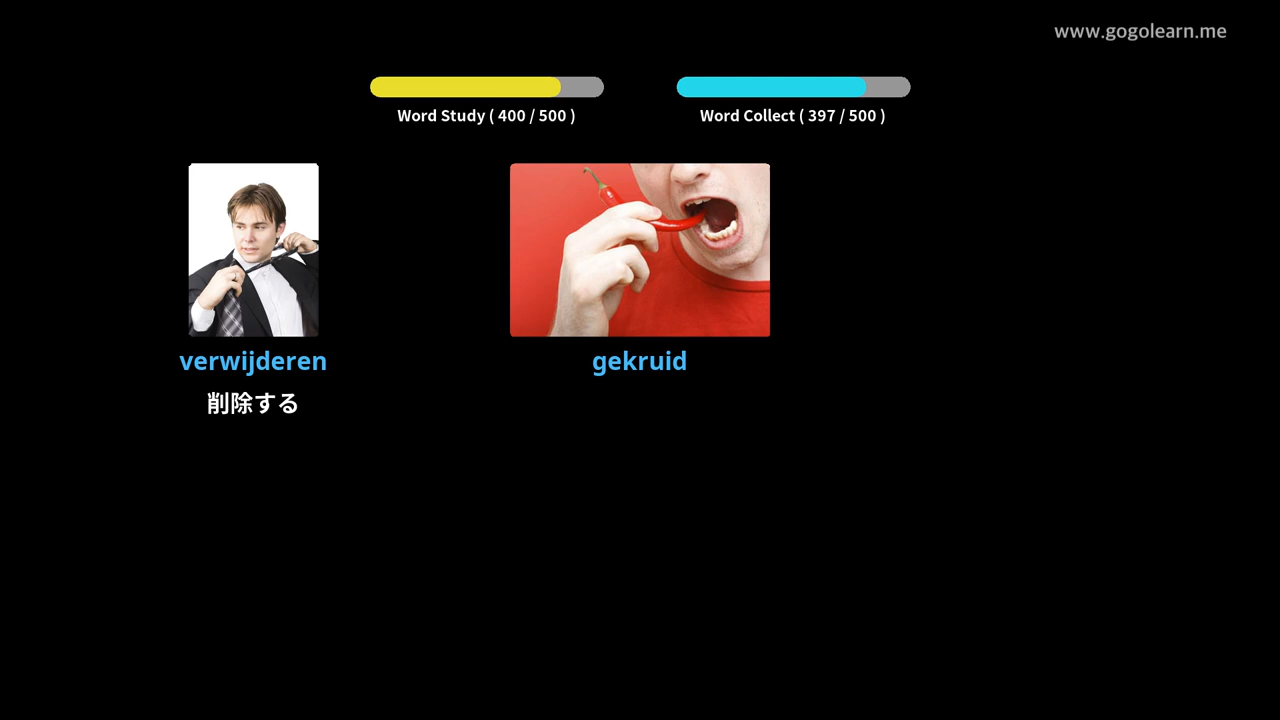 www.gogolearn.me
Word Study ( 400 / 500 )
Word Collect ( 397 / 500 )
verwijderen
gekruid
削除する